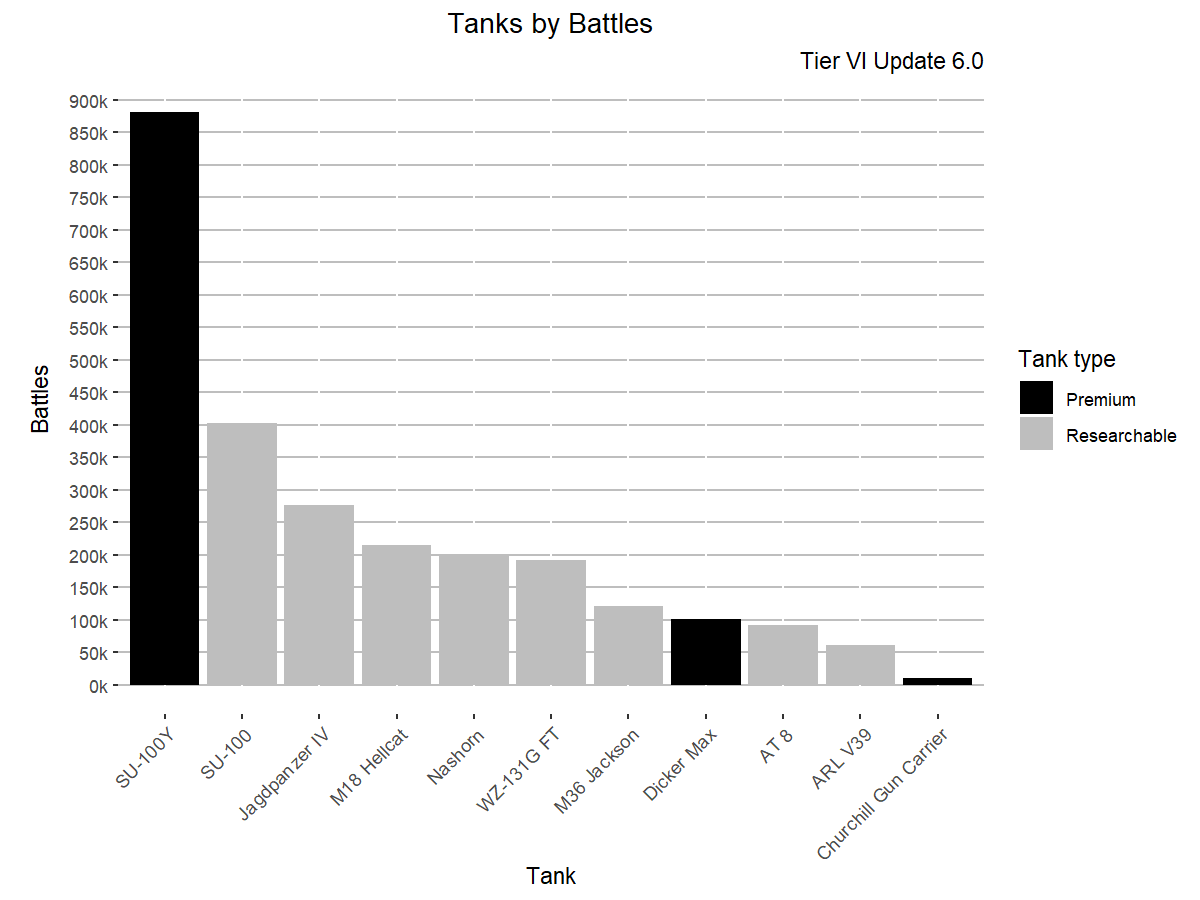 Tanks by Battles
Tier VI Update 6.0
900k
850k
800k
750k
700k
650k
600k
550k
500k
450k
400k
350k
300k
250k
200k
150k
100k
50k
0k
Battles
SU-100Y
SU-100
Jagdpanzer IV
M18 Hellcat
Nashorn
WZ-131G FT
M36 Jackson
Dicker Max
AT 8
ARL V39
Churchill Gun Carrier
Tank
Tank type
Premium
Researchable